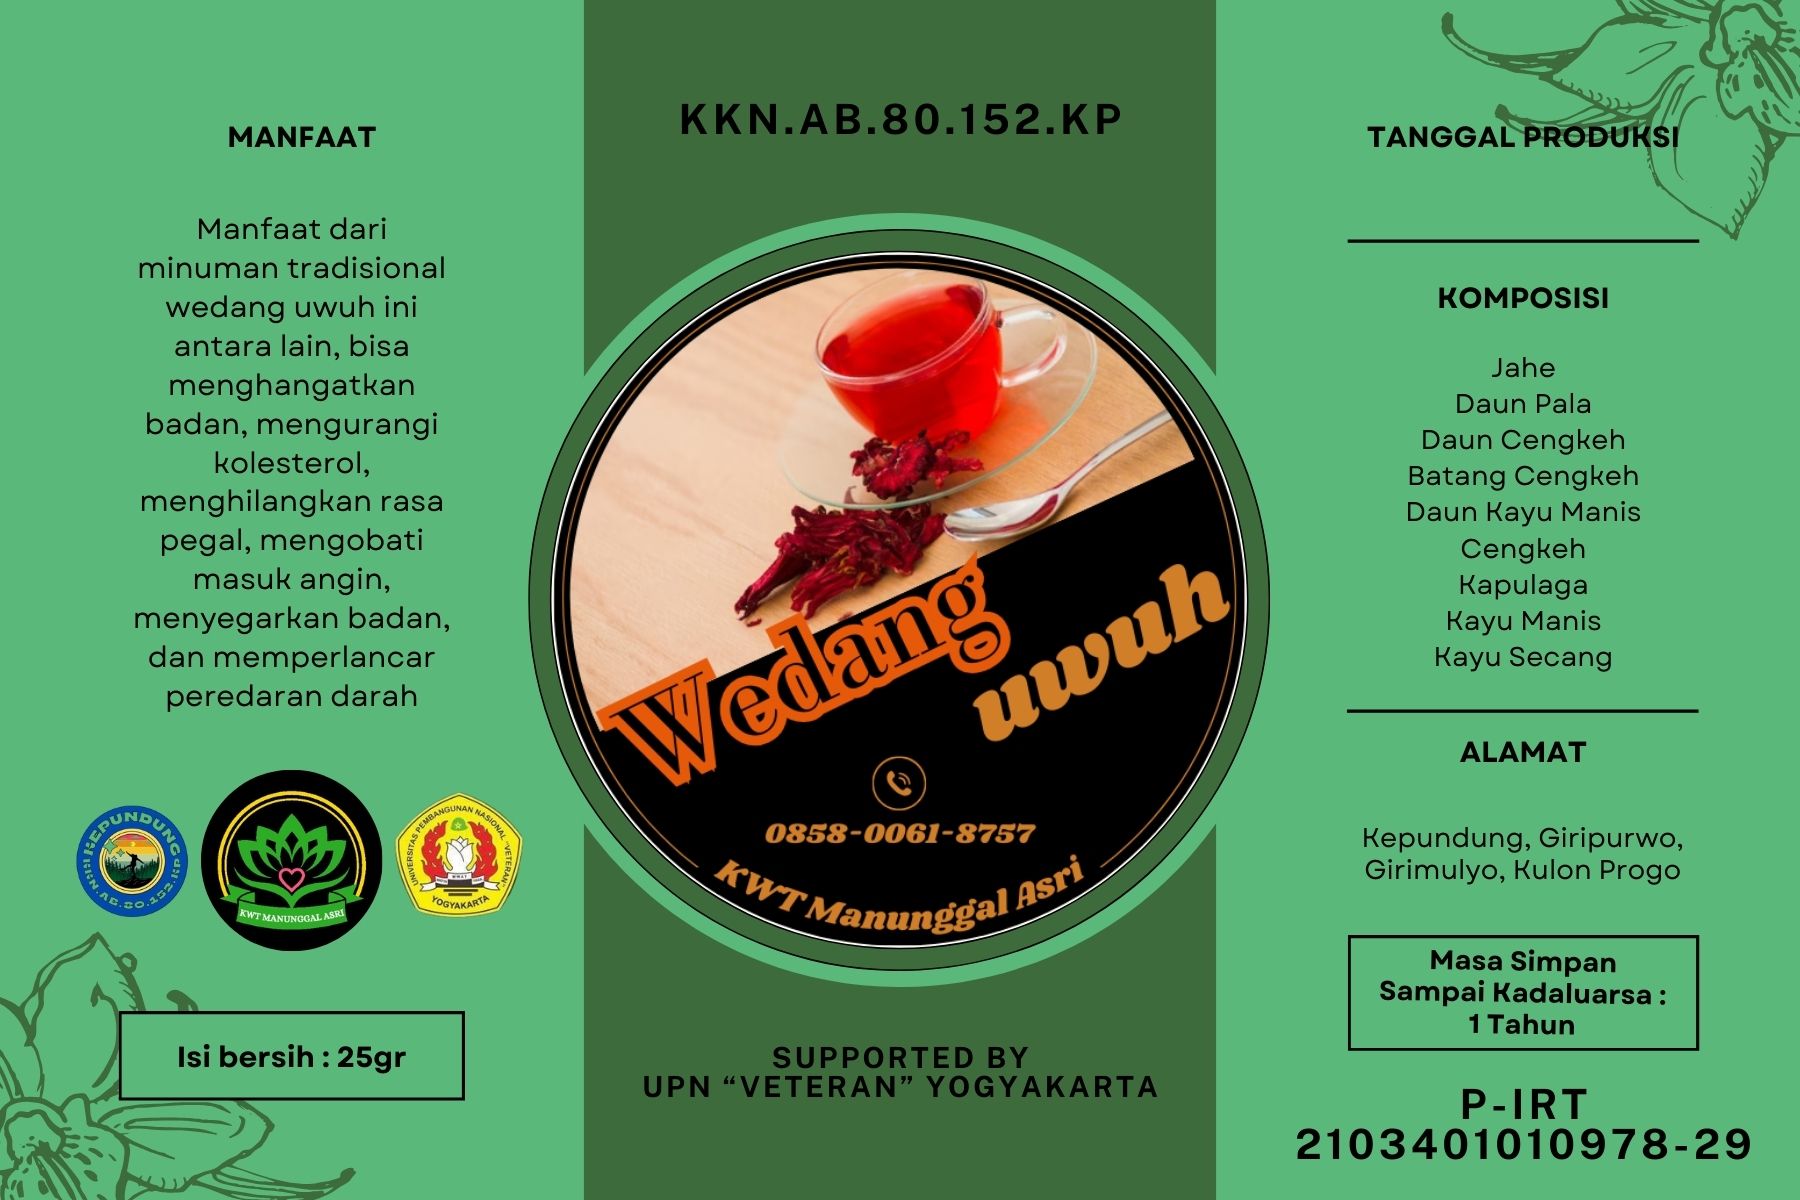 MANFAAT
Manfaat dari
minuman tradisional
wedang uwuh ini
antara lain, bisa
menghangatkan
badan, mengurangi
kolesterol,
menghilangkan rasa
pegal, mengobati
masuk angin,
menyegarkan badan,
dan memperlancar
peredaran darah
KEPUNDUNG
KKN.AB.80.152.KP
KWT MANUNGGAL ASRI
UNIVERSITAS PEMBANGUNAN NASIONAL "VETERAN"
YOGYAKARTA
Isi bersih : 25gr
KKN.AB.80.152.KP
Wedang
uwuh
0858-0061-8757
KWT Manunggal Asri
SUPPORTED BY
UPN “VETERAN” YOGYAKARTA
TANGGAL PRODUKSI
KOMPOSISI
Jahe
Daun Pala
Daun Cengkeh
Batang Cengkeh
Daun Kayu Manis
Cengkeh
Kapulaga
Kayu Manis
Kayu Secang
ALAMAT
Kepundung, Giripurwo,
Girimulyo, Kulon Progo
Masa Simpan
Sampai Kadaluarsa :
1 Tahun
P-IRT
2103401010978-29